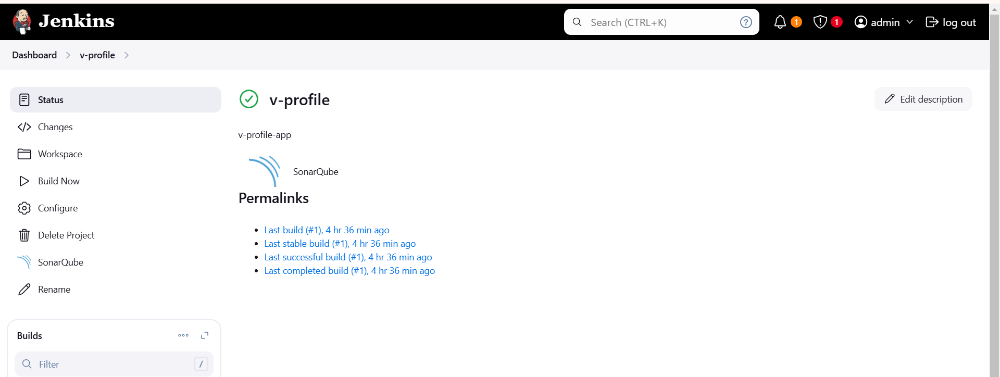 Jenkins
Search (CTRL+K)
?
1
1
admin
log out
Dashboard
v-profile
Status
Changes
Workspace
Build Now
Configure
Delete Project
SonarQube
Rename
Builds
Filter
/
v-profile
Edit description
v-profile-app
SonarQube
Permalinks
Last build (#1), 4 hr 36 min ago
Last stable build (#1), 4 hr 36 min ago
Last successful build (#1), 4 hr 36 min ago
Last completed build (#1), 4 hr 36 min ago